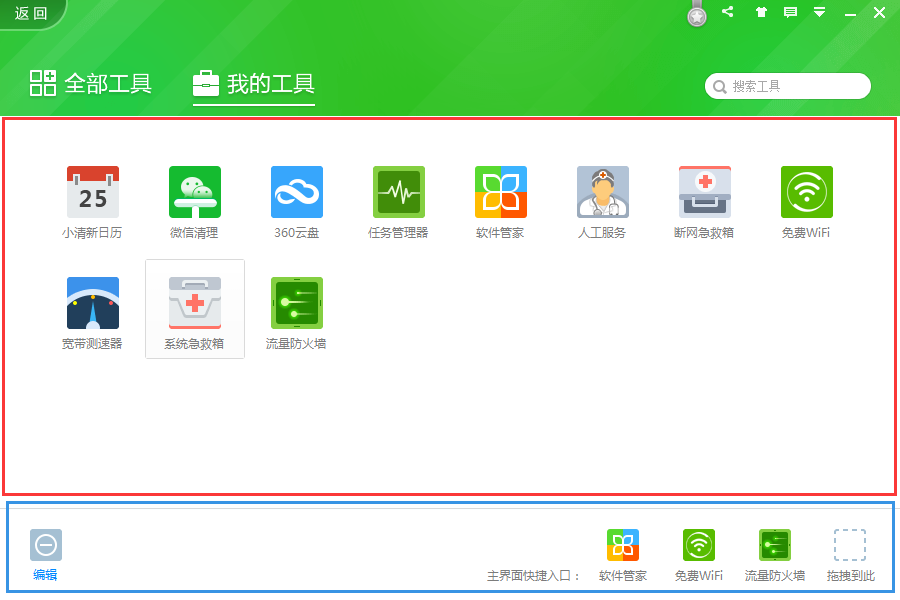 返回
全部工具
我的工具
搜索工具
25
小清新日历
微信清理
360云盘
任务管理器
软件管家
人工服务
断网急救箱
免费WiFi
宽带测速器
系统急救箱
流量防火墙
编辑
主界面快捷入口：
软件管家
免费WiFi
流量防火墙
拖拽到此